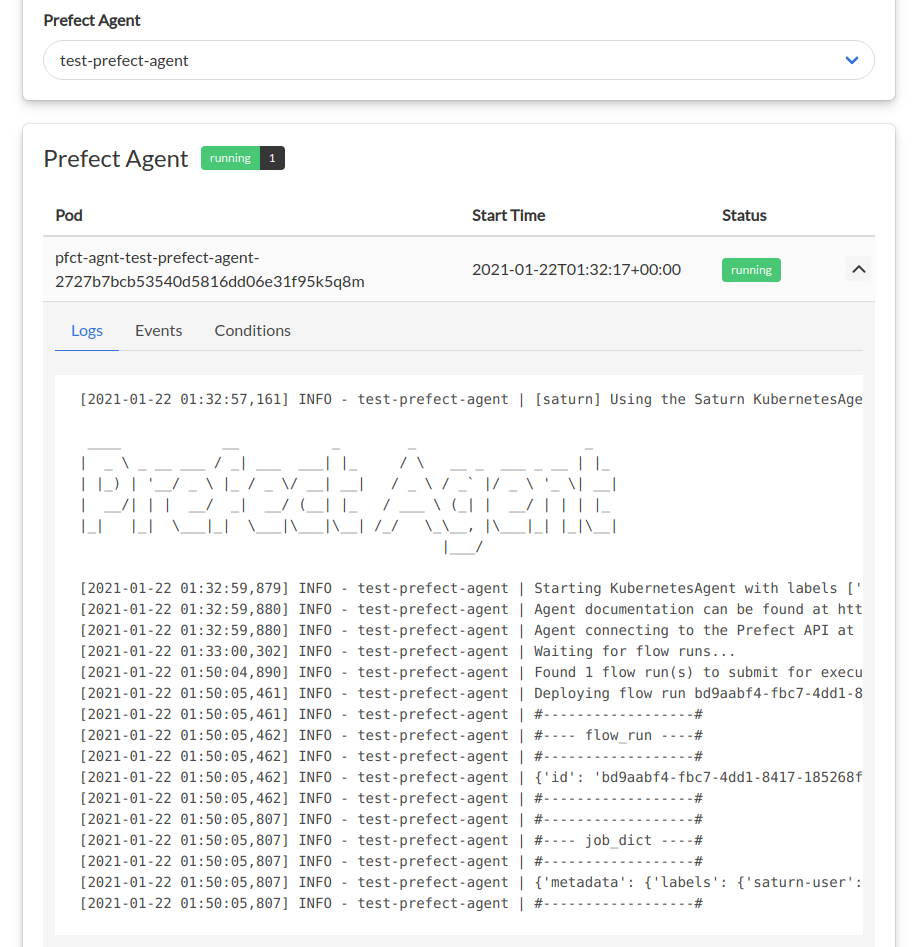 Prefect Agent
test-prefect-agent
Prefect Agent running 1
Pod Start Time Status
pfct-agnt-test-prefect-agent-
2727b7bcb53540d5816dd06e31f95k5q8m 2021-01-22T01:32:17+00:00 running
Logs Events Conditions
[2021-01-22 01:32:57,161] INFO - test-prefect-agent | [saturn] Using the Saturn KubernetesAge
Prefect Agent
[2021-01-22 01:32:59,879] INFO - test-prefect-agent | Starting KubernetesAgent with labels ['
[2021-01-22 01:32:59,880] INFO - test-prefect-agent | Agent documentation can be found at htt
[2021-01-22 01:32:59,880] INFO - test-prefect-agent | Agent connecting to the Prefect API at
[2021-01-22 01:33:00,302] INFO - test-prefect-agent | Waiting for flow runs...
[2021-01-22 01:50:04,890] INFO - test-prefect-agent | Found 1 flow run(s) to submit for execu
[2021-01-22 01:50:05,461] INFO - test-prefect-agent | Deploying flow run bd9aabf4-fbc7-4dd1-8
[2021-01-22 01:50:05,461] INFO - test-prefect-agent | #------------------#
[2021-01-22 01:50:05,462] INFO - test-prefect-agent | #---- flow_run ----#
[2021-01-22 01:50:05,462] INFO - test-prefect-agent | #------------------#
[2021-01-22 01:50:05,462] INFO - test-prefect-agent | {'id': 'bd9aabf4-fbc7-4dd1-8417-185268f
[2021-01-22 01:50:05,462] INFO - test-prefect-agent | #------------------#
[2021-01-22 01:50:05,807] INFO - test-prefect-agent | #------------------#
[2021-01-22 01:50:05,807] INFO - test-prefect-agent | #---- job_dict ----#
[2021-01-22 01:50:05,807] INFO - test-prefect-agent | #------------------#
[2021-01-22 01:50:05,807] INFO - test-prefect-agent | {'metadata': {'labels': {'saturn-user':
[2021-01-22 01:50:05,807] INFO - test-prefect-agent | #------------------#